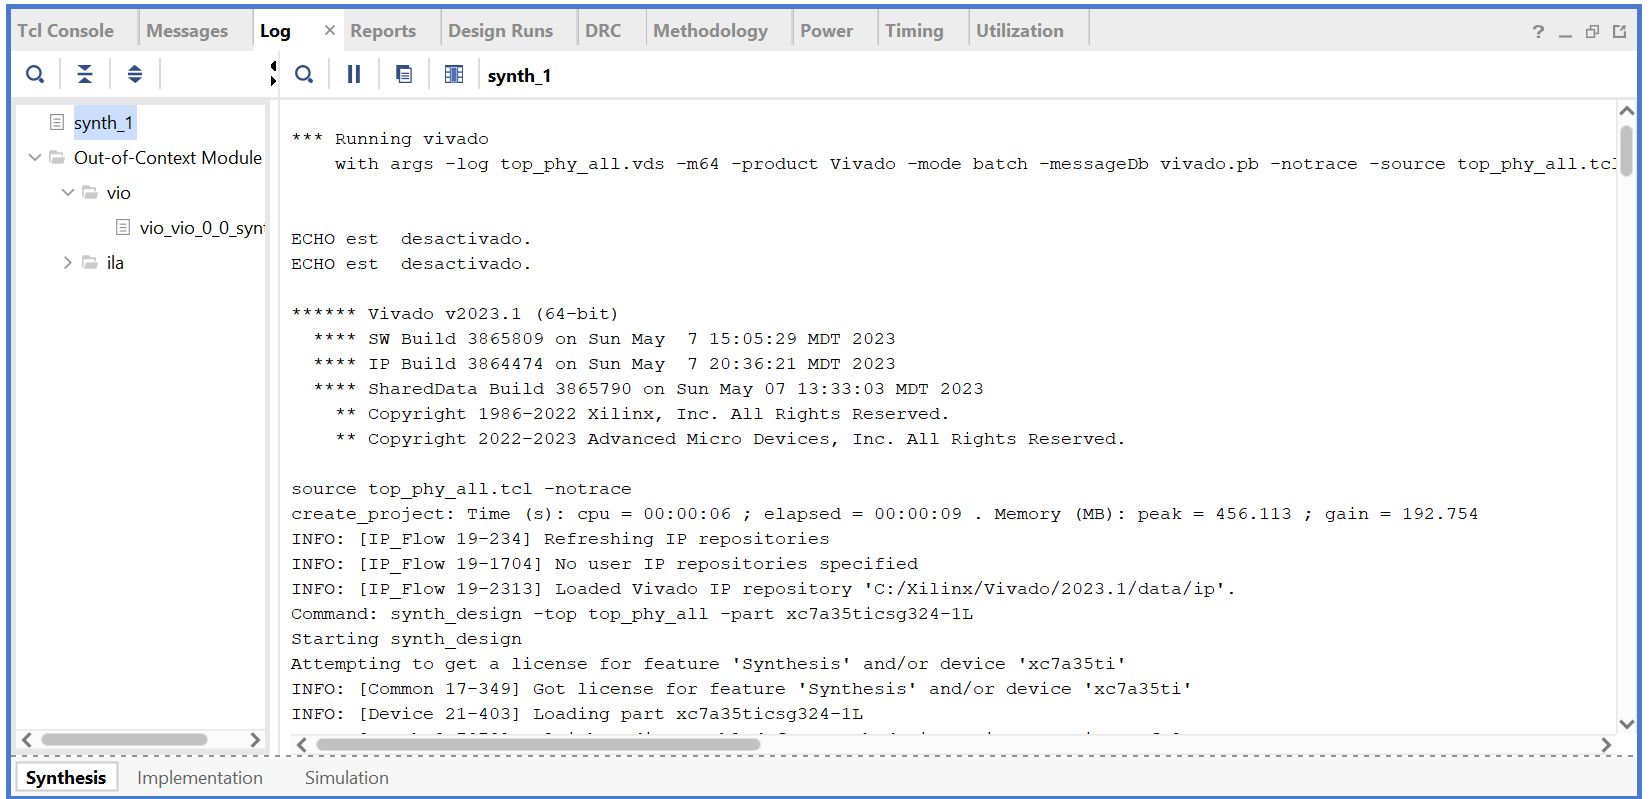 Tcl Console Messages Log × Reports Design Runs DRC Methodology Power Timing Utilization ?
synth_1
synth_1
Out-of-Context Module
vio
vio_vio_0_0_synt
ila
*** Running vivado
with args -log top_phy_all.vds -m64 -product Vivado -mode batch -messageDb vivado.pb -notrace -source top_phy_all.tcl
ECHO est  desactivado.
ECHO est  desactivado.
****** Vivado v2023.1 (64-bit)
**** SW Build 3865809 on Sun May  7 15:05:29 MDT 2023
**** IP Build 3864474 on Sun May  7 20:36:21 MDT 2023
**** SharedData Build 3865790 on Sun May 07 13:33:03 MDT 2023
** Copyright 1986-2022 Xilinx, Inc. All Rights Reserved.
** Copyright 2022-2023 Advanced Micro Devices, Inc. All Rights Reserved.
source top_phy_all.tcl -notrace
create_project: Time (s): cpu = 00:00:06 ; elapsed = 00:00:09 . Memory (MB): peak = 456.113 ; gain = 192.754
INFO: [IP_Flow 19-234] Refreshing IP repositories
INFO: [IP_Flow 19-1704] No user IP repositories specified
INFO: [IP_Flow 19-2313] Loaded Vivado IP repository 'C:/Xilinx/Vivado/2023.1/data/ip'.
Command: synth_design -top top_phy_all -part xc7a35ticsg324-1L
Starting synth_design
Attempting to get a license for feature 'Synthesis' and/or device 'xc7a35ti'
INFO: [Common 17-349] Got license for feature 'Synthesis' and/or device 'xc7a35ti'
INFO: [Device 21-403] Loading part xc7a35ticsg324-1L
Synthesis Implementation Simulation